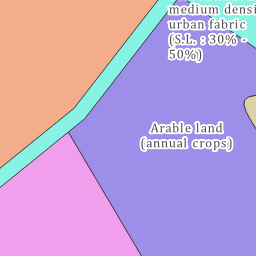 medium densi
urban fabric
(S.L. : 30% -
50%)
Arable land
(annual crops)